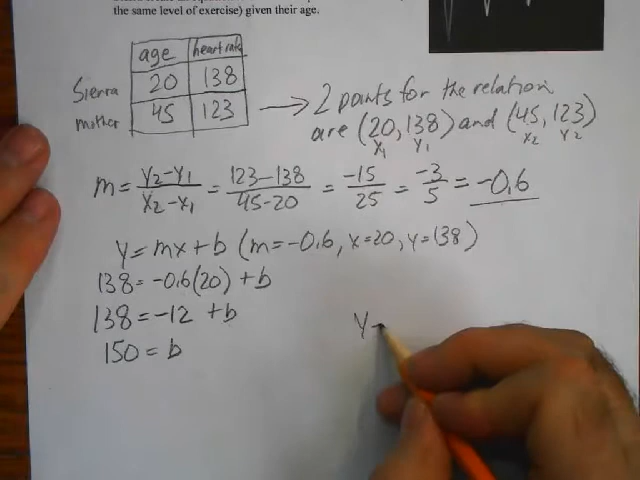 the same level of exercise) given their age.
age heart rate
Sierra 20 138
mother 45 123
→ 2 points for the relation
are (20,138) and (45,123)
x₁ y₁ x₂ y₂
m = y₂-y₁/x₂-x₁ = 123-138/45-20 = -15/25 = -3/5 = -0.6
y = mx + b (m=-0.6, x=20, y=138)
138 = -0.6(20) + b
138 = -12 + b
150 = b
y -